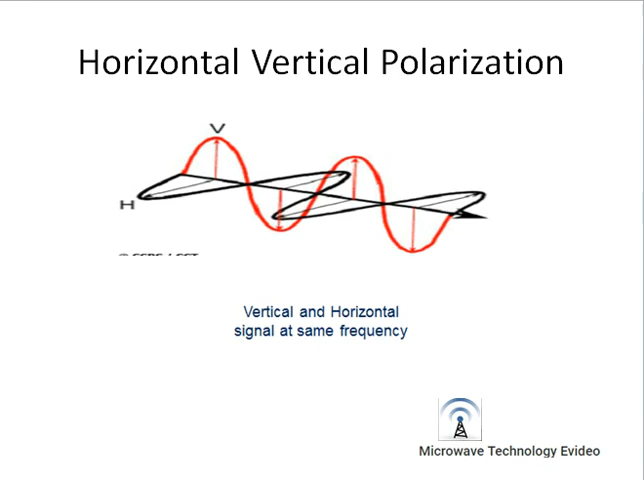 Horizontal Vertical Polarization
V
H
Vertical and Horizontal
signal at same frequency
Microwave Technology Evideo